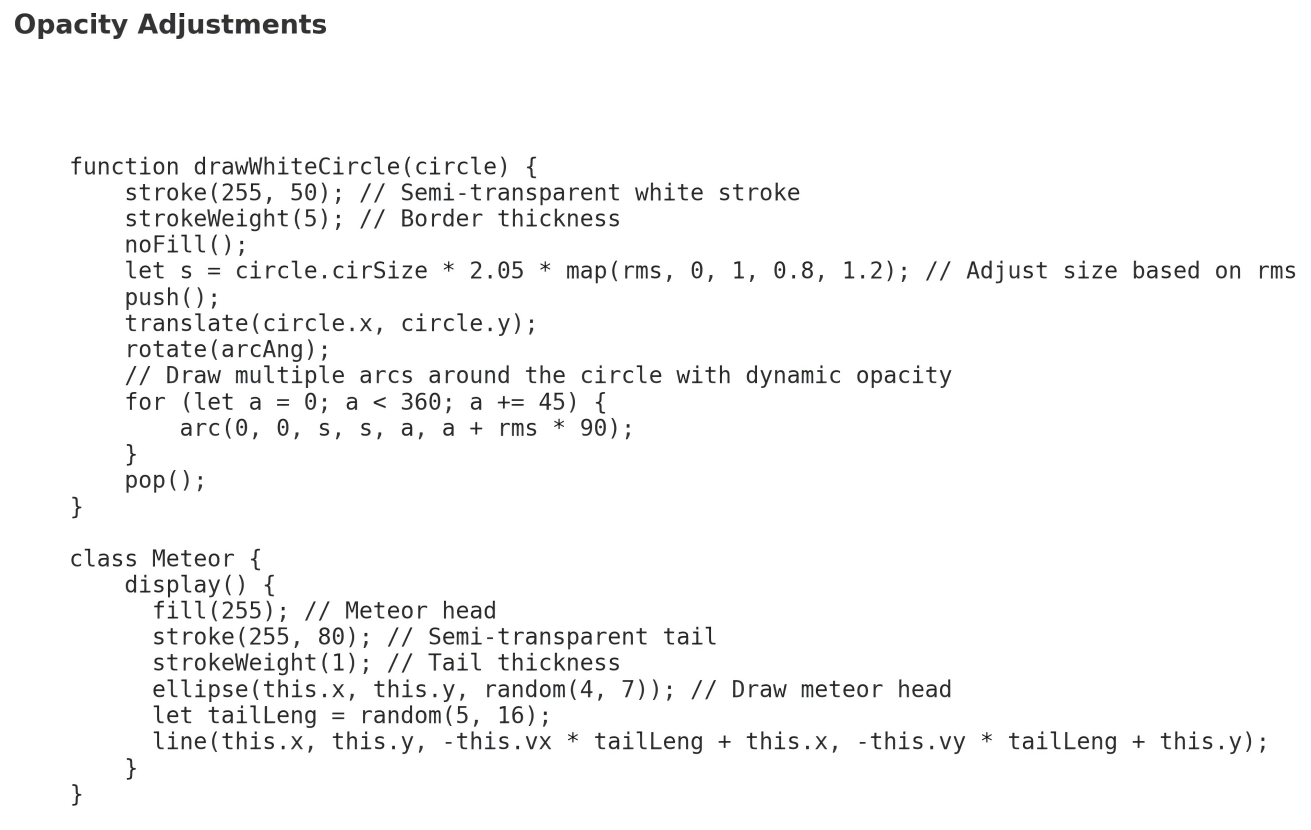 Opacity Adjustments
function drawWhiteCircle(circle) {
    stroke(255, 50); // Semi-transparent white stroke
    strokeWeight(5); // Border thickness
    noFill();
    let s = circle.cirSize * 2.05 * map(rms, 0, 1, 0.8, 1.2); // Adjust size based on rms
    push();
    translate(circle.x, circle.y);
    rotate(arcAng);
    // Draw multiple arcs around the circle with dynamic opacity
    for (let a = 0; a < 360; a += 45) {
        arc(0, 0, s, s, a, a + rms * 90);
    }
    pop();
}
class Meteor {
    display() {
      fill(255); // Meteor head
      stroke(255, 80); // Semi-transparent tail
      strokeWeight(1); // Tail thickness
      ellipse(this.x, this.y, random(4, 7)); // Draw meteor head
      let tailLeng = random(5, 16);
      line(this.x, this.y, -this.vx * tailLeng + this.x, -this.vy * tailLeng + this.y);
    }
}